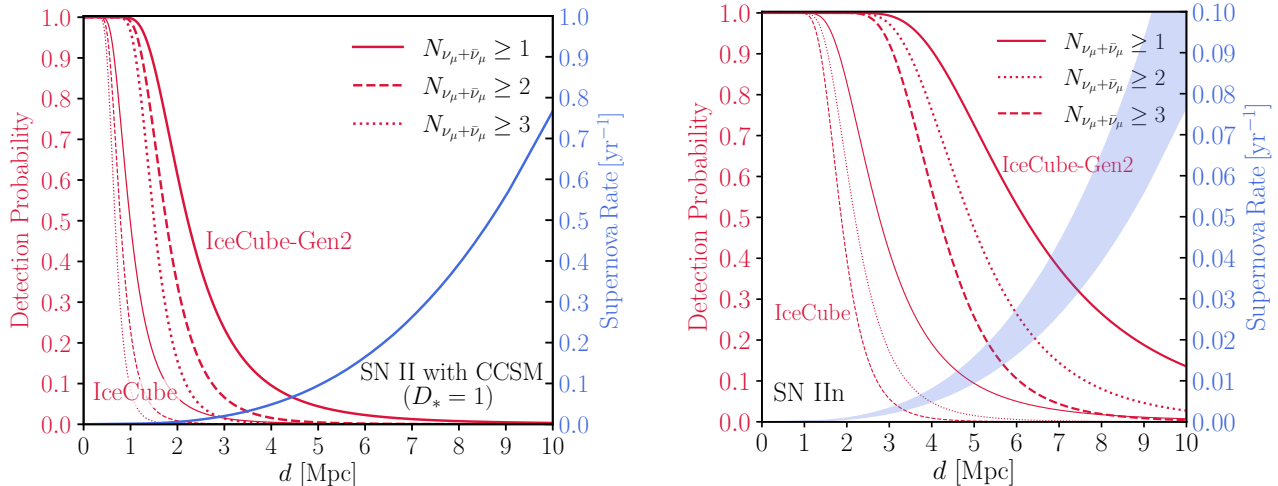 1.0
0.9
0.8
0.7
0.6
0.5
0.4
0.3
0.2
0.1
0.0
Detection Probability
0 1 2 3 4 5 6 7 8 9 10
d [Mpc]
1.0
0.9
0.8
0.7
0.6
0.5
0.4
0.3
0.2
0.1
0.0
Supernova Rate [yr⁻¹]
N_{ν_μ+ν̄_μ} ≥ 1
N_{ν_μ+ν̄_μ} ≥ 2
N_{ν_μ+ν̄_μ} ≥ 3
IceCube-Gen2
IceCube
SN II with CCSM
(D_* = 1)
1.0
0.9
0.8
0.7
0.6
0.5
0.4
0.3
0.2
0.1
0.0
Detection Probability
0 1 2 3 4 5 6 7 8 9 10
d [Mpc]
0.10
0.09
0.08
0.07
0.06
0.05
0.04
0.03
0.02
0.01
0.00
Supernova Rate [yr⁻¹]
N_{ν_μ+ν̄_μ} ≥ 1
N_{ν_μ+ν̄_μ} ≥ 2
N_{ν_μ+ν̄_μ} ≥ 3
IceCube-Gen2
IceCube
SN IIn